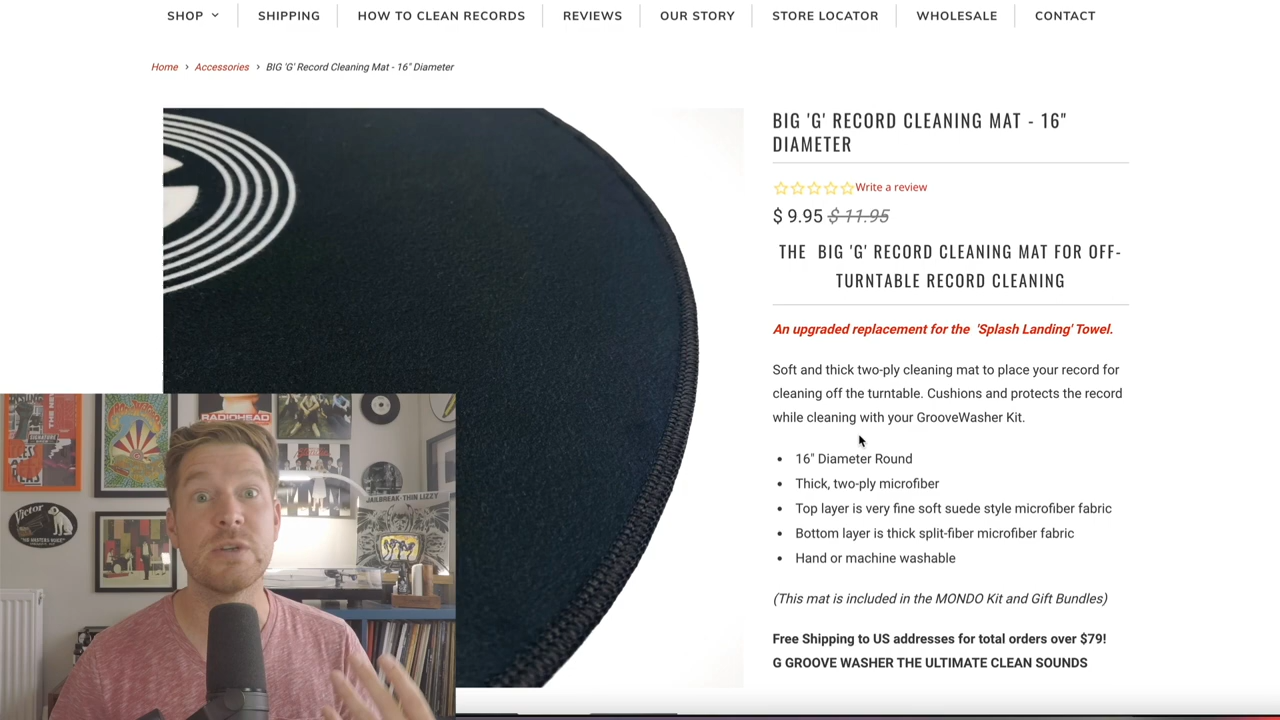 SHOP
SHIPPING
HOW TO CLEAN RECORDS
REVIEWS
OUR STORY
STORE LOCATOR
WHOLESALE
CONTACT
Home › Accessories › BIG 'G' Record Cleaning Mat - 16" Diameter
BIG 'G' RECORD CLEANING MAT - 16"
DIAMETER
Write a review
$ 9.95 $ 11.95
THE BIG 'G' RECORD CLEANING MAT FOR OFF-
TURNTABLE RECORD CLEANING
An upgraded replacement for the 'Splash Landing' Towel.
Soft and thick two-ply cleaning mat to place your record for
cleaning off the turntable. Cushions and protects the record
while cleaning with your GrooveWasher Kit.
• 16" Diameter Round
• Thick, two-ply microfiber
• Top layer is very fine soft suede style microfiber fabric
• Bottom layer is thick split-fiber microfiber fabric
• Hand or machine washable
(This mat is included in the MONDO Kit and Gift Bundles)
Free Shipping to US addresses for total orders over $79!
G GROOVE WASHER THE ULTIMATE CLEAN SOUNDS
RADIOHEAD
JAILBREAK · THIN LIZZY
Victor